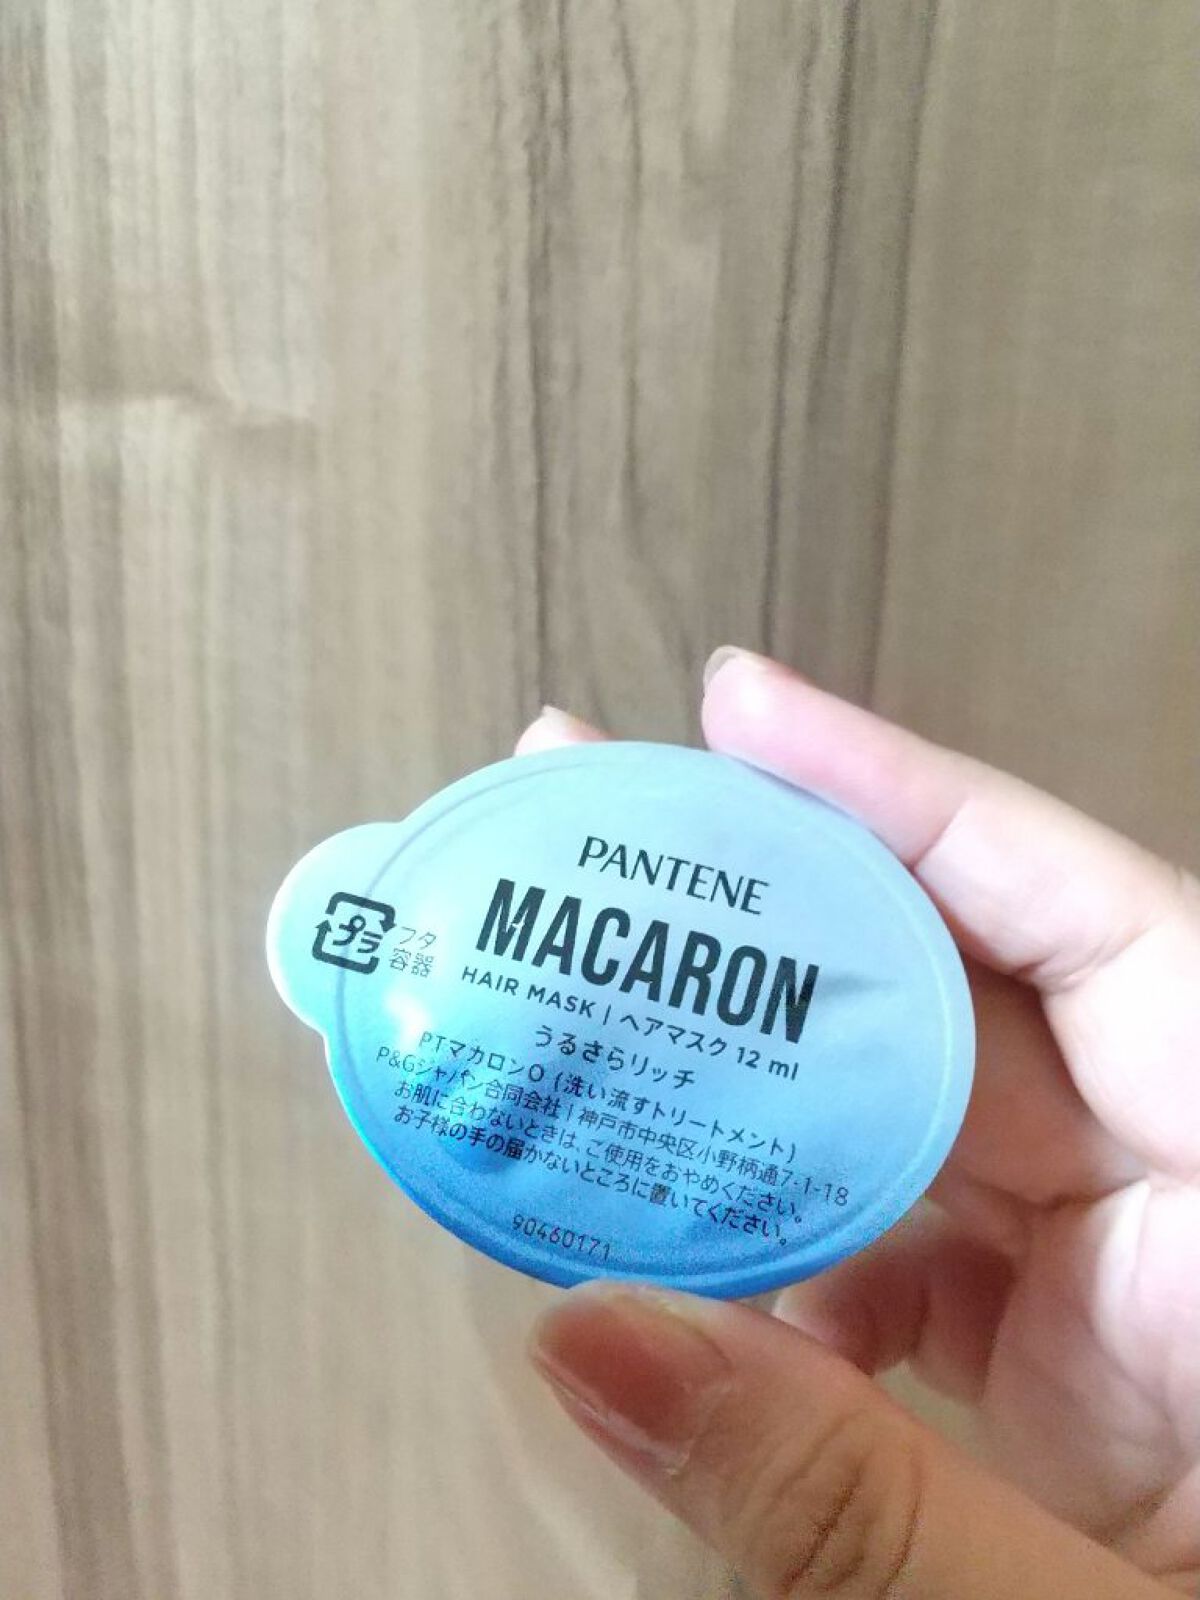 PANTENE
MACARON
HAIR MASK | ヘアマスク 12 ml
うるさらリッチ
PTマカロンO (洗い流すトリートメント)
P&Gジャパン合同会社 | 神戸市中央区小野柄通7-1-18
お肌に合わないときは、ご使用をおやめください。
お子様の手の届かないところに置いてください。
90460171
プラ
フタ
容器